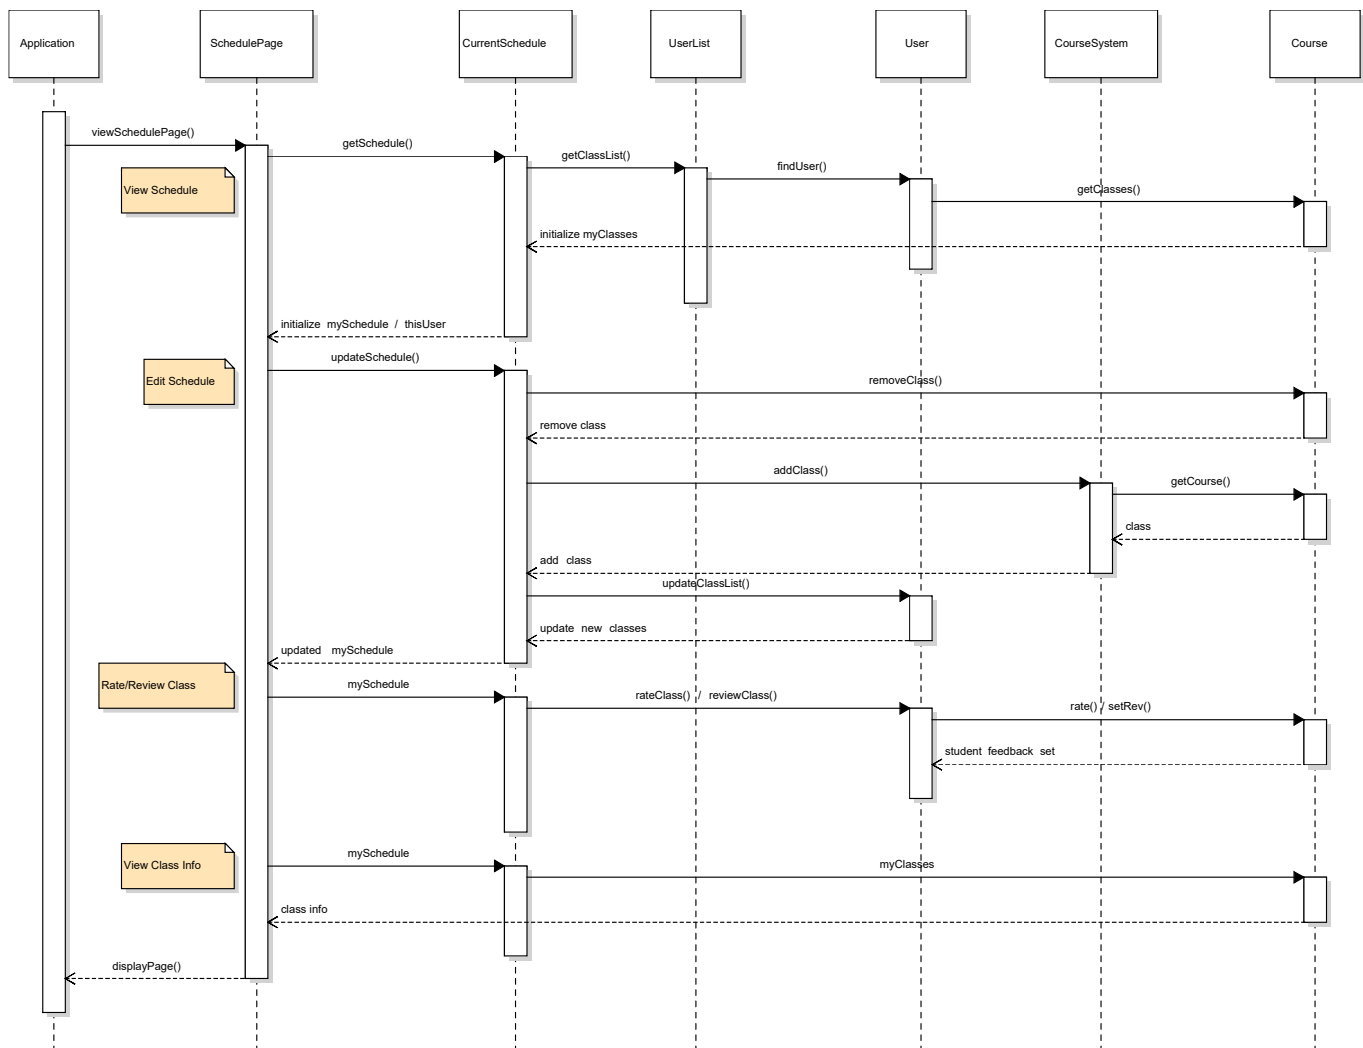 Application
SchedulePage
CurrentSchedule
UserList
User
CourseSystem
Course
viewSchedulePage()
getSchedule()
getClassList()
findUser()
getClasses()
View Schedule
initialize myClasses
initialize mySchedule / thisUser
updateSchedule()
Edit Schedule
removeClass()
remove class
addClass()
getCourse()
class
add class
updateClassList()
update new classes
updated mySchedule
Rate/Review Class
mySchedule
rateClass() / reviewClass()
rate() / setRev()
student feedback set
mySchedule
View Class Info
myClasses
class info
displayPage()